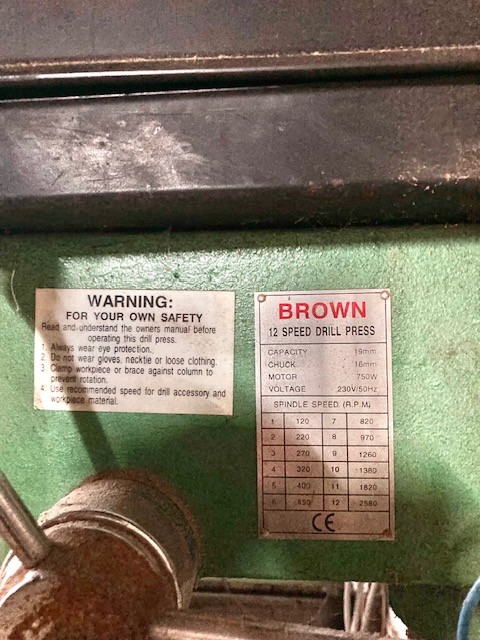 WARNING:
FOR YOUR OWN SAFETY
Read and understand the owners manual before
operating this drill press.
1. Always wear eye protection.
2. Do not wear gloves, necktie or loose clothing.
3. Clamp workpiece or brace against column to
prevent rotation.
4. Use recommended speed for drill accessory and
workpiece material.
BROWN
12 SPEED DRILL PRESS
CAPACITY 19mm
CHUCK 16mm
MOTOR 750W
VOLTAGE 230V/50Hz
SPINDLE SPEED (R.P.M)
1 120 7 820
2 220 8 970
3 270 9 1260
4 320 10 1380
5 400 11 1820
6 450 12 2580
CE